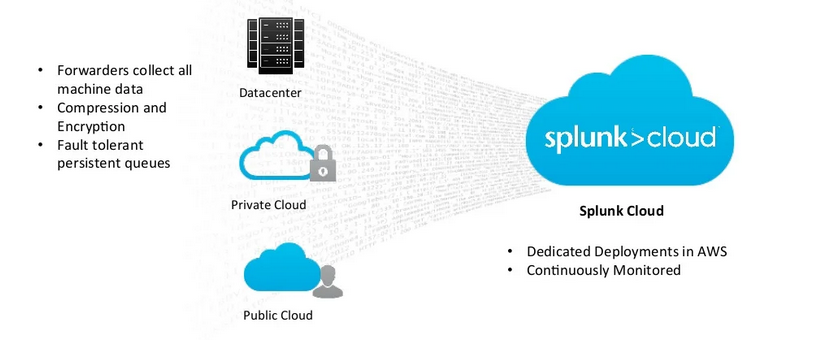 • Forwarders collect all
machine data
• Compression and
Encryption
• Fault tolerant
persistent queues
Datacenter
Private Cloud
Public Cloud
splunk>cloud
Splunk Cloud
• Dedicated Deployments in AWS
• Continuously Monitored